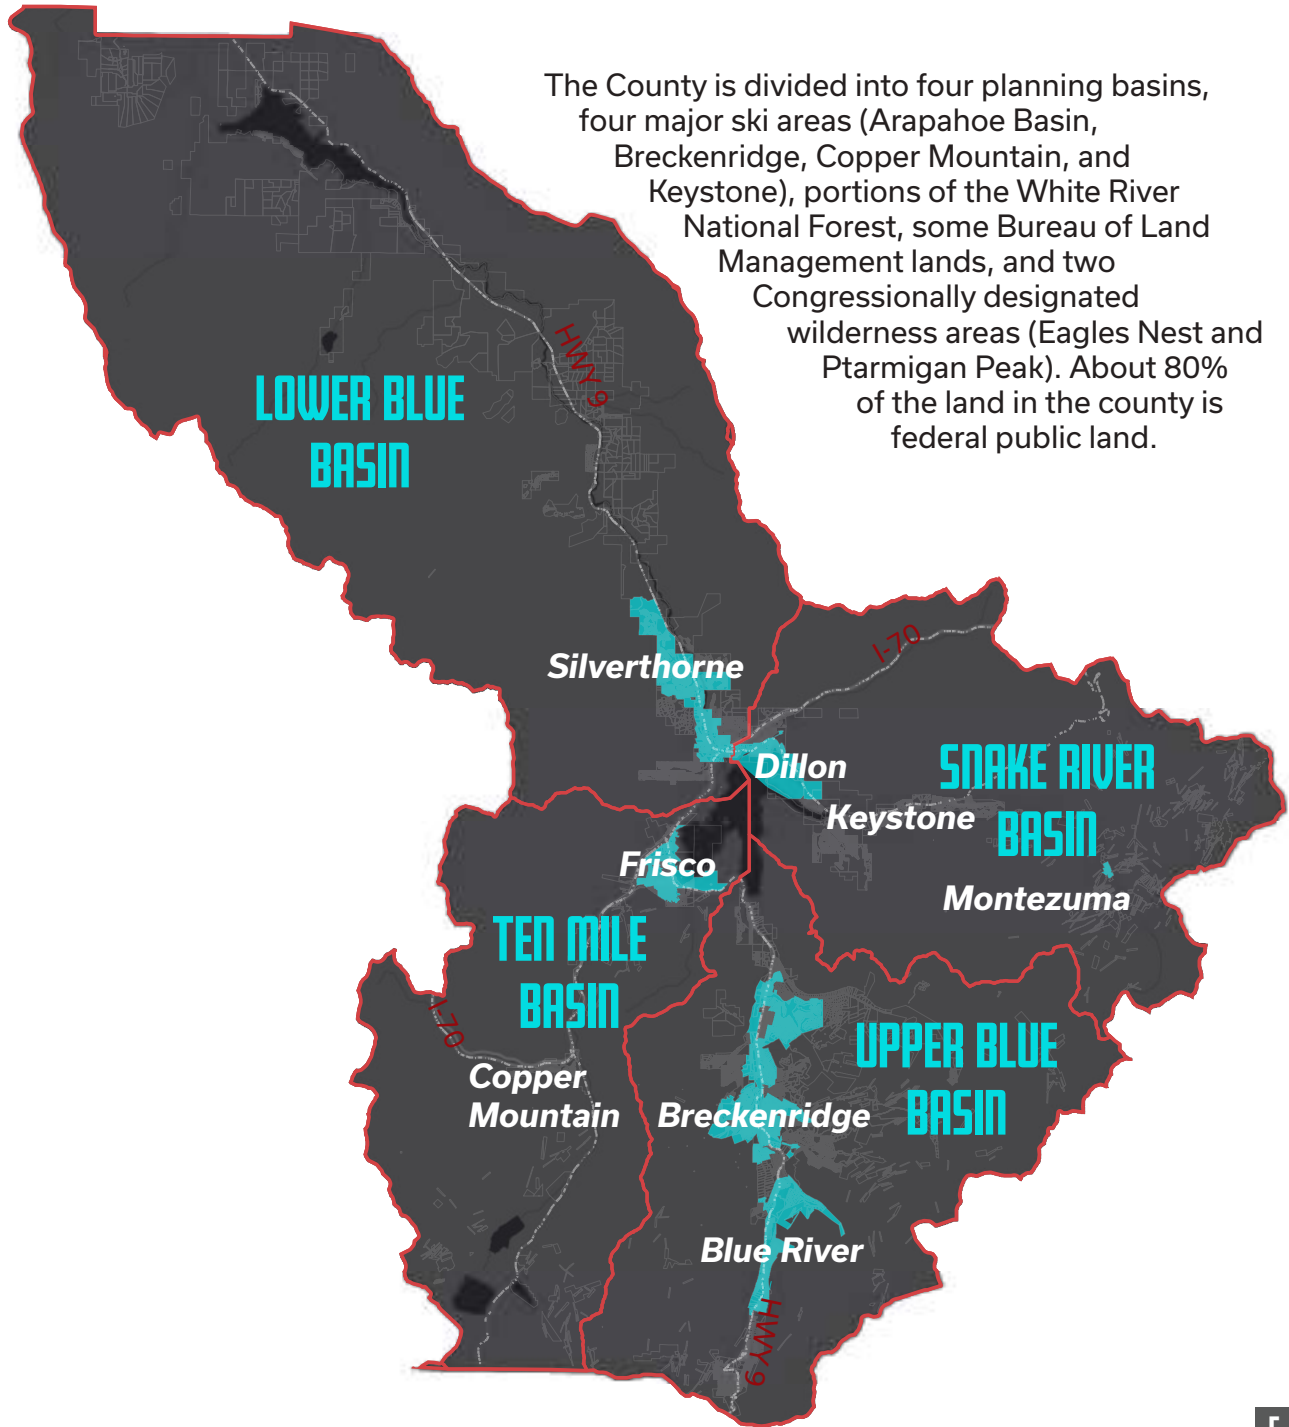 The County is divided into four planning basins,
four major ski areas (Arapahoe Basin,
Breckenridge, Copper Mountain, and
Keystone), portions of the White River
National Forest, some Bureau of Land
Management lands, and two
Congressionally designated
wilderness areas (Eagles Nest and
Ptarmigan Peak). About 80%
of the land in the county is
federal public land.
HWY 9
LOWER BLUE
BASIN
I-70
Silverthorne
Dillon
SNAKE RIVER
BASIN
Keystone
Frisco
Montezuma
TEN MILE
BASIN
I-70
UPPER BLUE
BASIN
Copper
Mountain
Breckenridge
Blue River
HWY 9